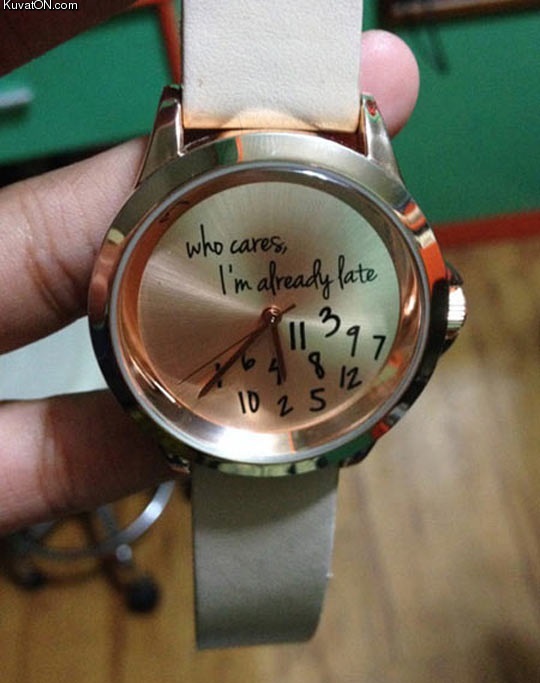 KuvatON.com
who cares,
I'm already late
11 3 9 7
1 6 4 8 12
10 2 5